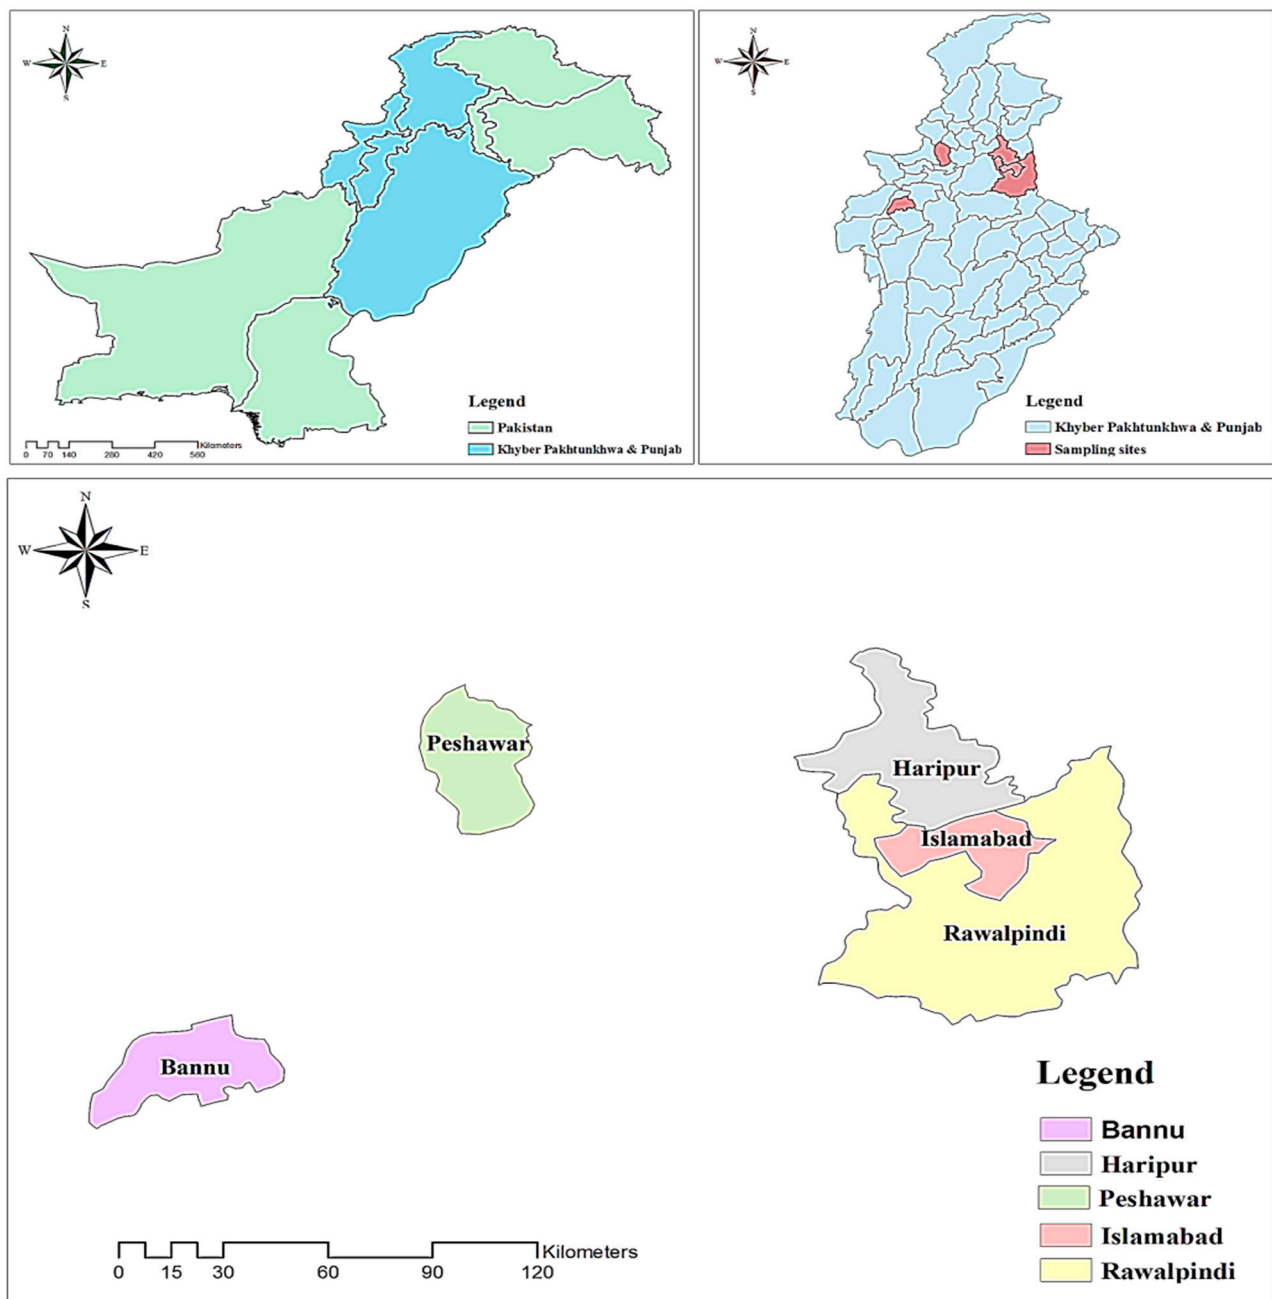 N
W E
S
Legend
Pakistan
Khyber Pakhtunkhwa & Punjab
Kilometers
0 70 140 280 420 560
N
W E
S
Legend
Khyber Pakhtunkhwa & Punjab
Sampling sites
N
W E
S
Peshawar
Haripur
Islamabad
Rawalpindi
Bannu
Legend
Bannu
Haripur
Peshawar
Islamabad
Rawalpindi
Kilometers
0 15 30 60 90 120